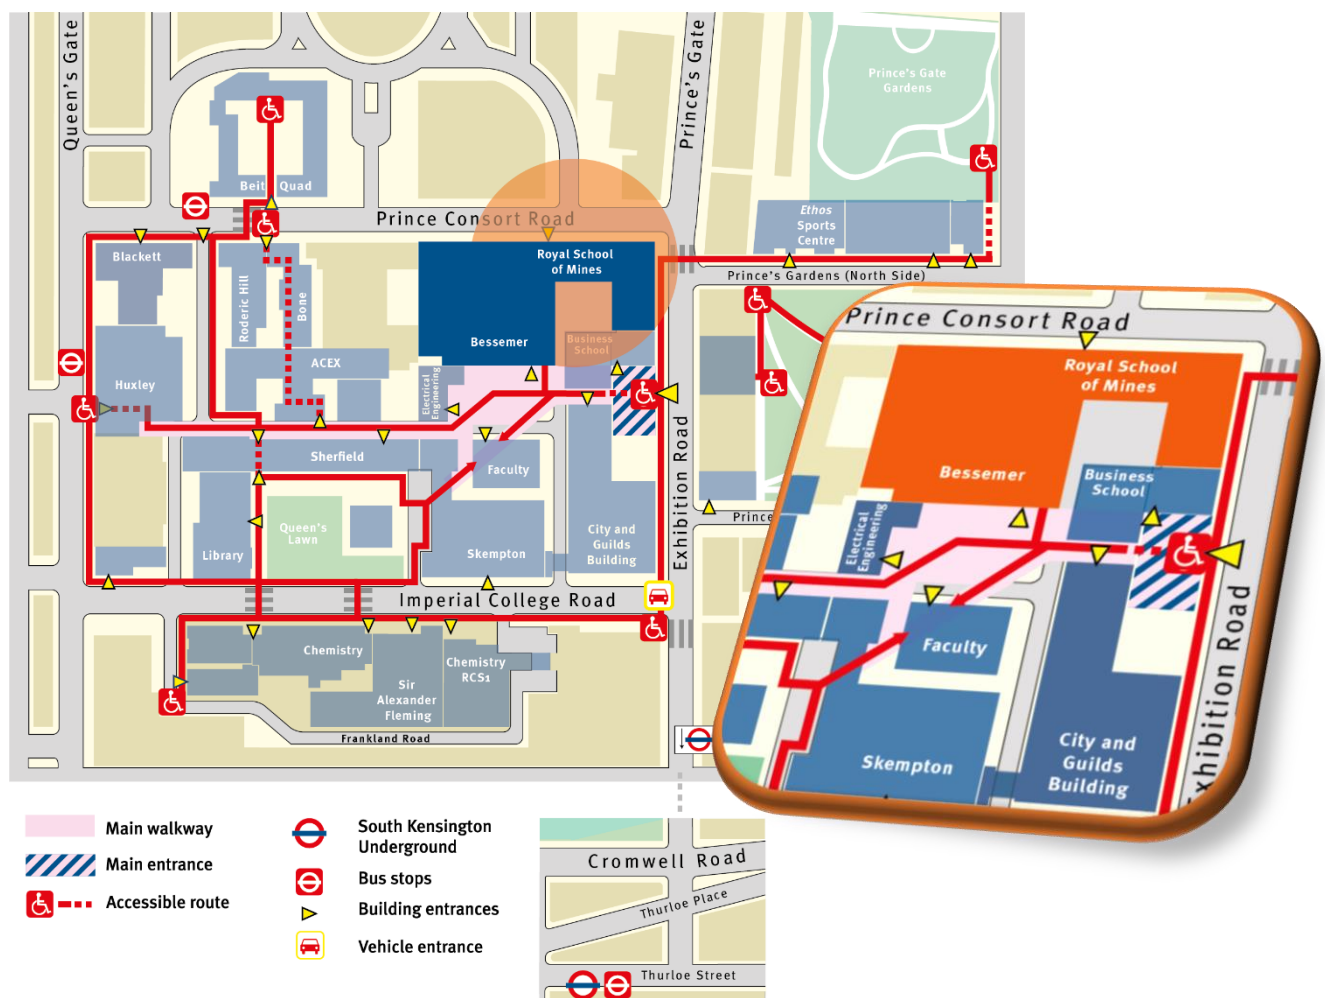 Queen's Gate
Prince's Gate
Prince's Gate
Gardens
Beit Quad
Prince Consort Road
Ethos
Sports
Centre
Blackett
Royal School
of Mines
Prince's Gardens (North Side)
Roderic Hill
Bone
Bessemer
Business
School
ACEX
Huxley
Electrical
Engineering
Sherfield
Faculty
Exhibition Road
Queen's
Lawn
Library
Skempton
City and
Guilds
Building
Prince
Imperial College Road
Chemistry
Chemistry
RCS1
Sir
Alexander
Fleming
Frankland Road
Prince Consort Road
Royal School
of Mines
Bessemer
Business
School
Electrical
Engineering
Faculty
Exhibition Road
Skempton
City and
Guilds
Building
Main walkway
Main entrance
Accessible route
South Kensington
Underground
Bus stops
Building entrances
Vehicle entrance
Cromwell Road
Thurloe Place
Thurloe Street